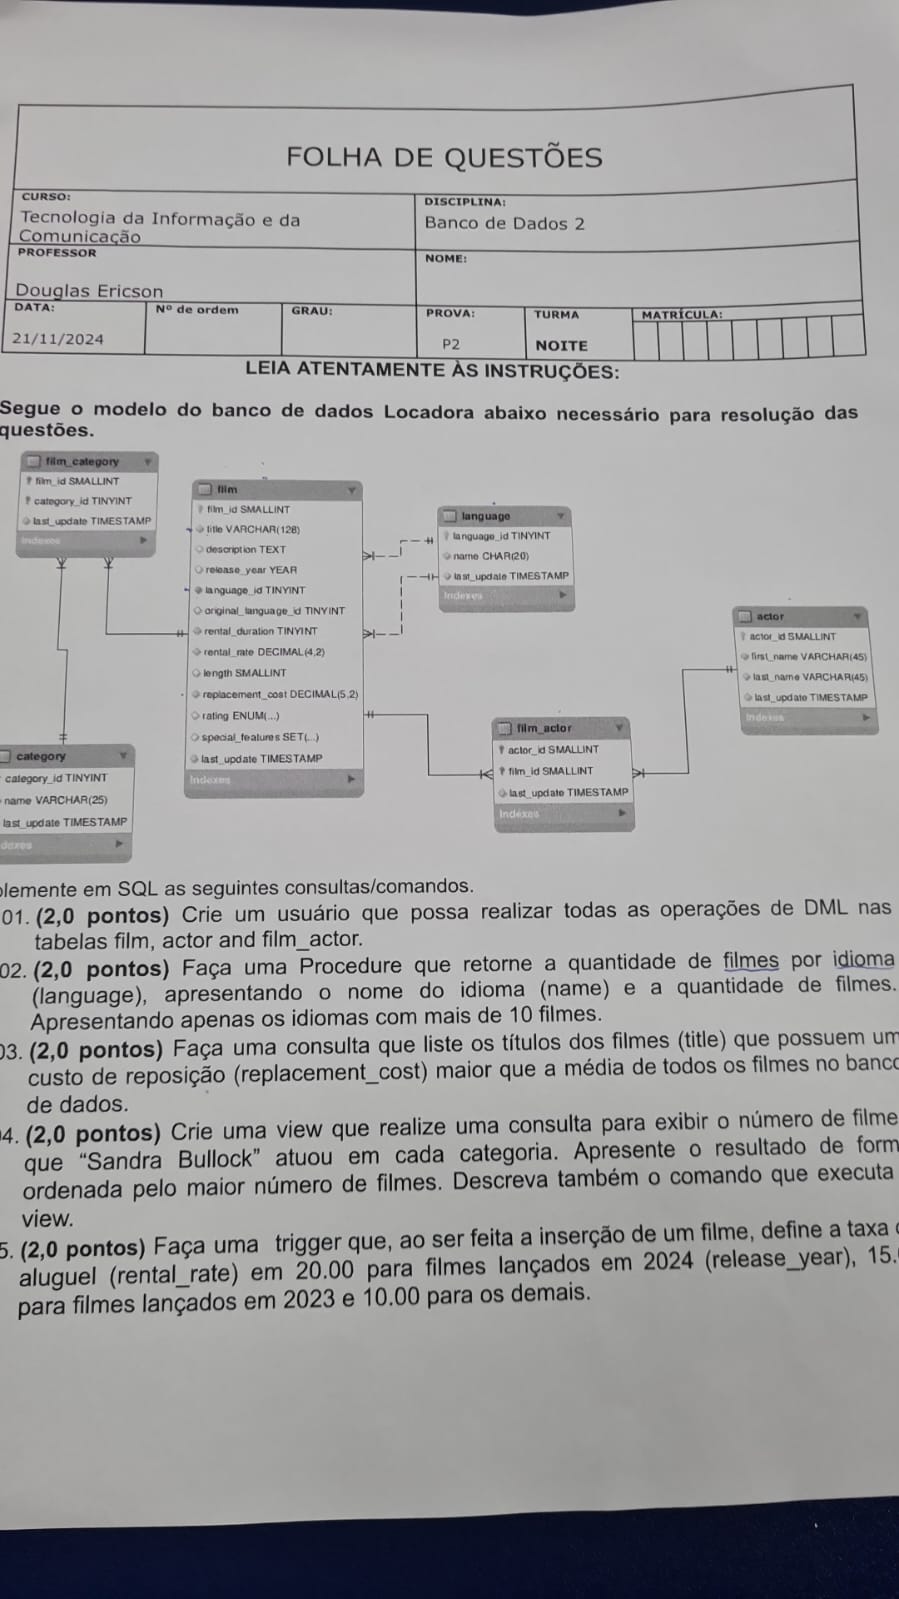 FOLHA DE QUESTÕES
CURSO:
Tecnologia da Informação e da
Comunicação
DISCIPLINA:
Banco de Dados 2
PROFESSOR
Douglas Ericson
NOME:
DATA:
21/11/2024
Nº de ordem
GRAU:
PROVA:
P2
TURMA
NOITE
MATRÍCULA:
LEIA ATENTAMENTE ÀS INSTRUÇÕES:
Segue o modelo do banco de dados Locadora abaixo necessário para resolução das
questões.
film_category
film_id SMALLINT
category_id TINYINT
last_update TIMESTAMP
Indexes
film
film_id SMALLINT
title VARCHAR(128)
description TEXT
release_year YEAR
language_id TINYINT
original_language_id TINYINT
rental_duration TINYINT
rental_rate DECIMAL(4,2)
length SMALLINT
replacement_cost DECIMAL(5,2)
rating ENUM(...)
special_features SET(...)
last_update TIMESTAMP
Indexes
language
language_id TINYINT
name CHAR(20)
last_update TIMESTAMP
Indexes
actor
actor_id SMALLINT
first_name VARCHAR(45)
last_name VARCHAR(45)
last_update TIMESTAMP
Indexes
film_actor
actor_id SMALLINT
film_id SMALLINT
last_update TIMESTAMP
Indexes
category
category_id TINYINT
name VARCHAR(25)
last_update TIMESTAMP
dexes
plemente em SQL as seguintes consultas/comandos.
01. (2,0 pontos) Crie um usuário que possa realizar todas as operações de DML nas
tabelas film, actor and film_actor.
02. (2,0 pontos) Faça uma Procedure que retorne a quantidade de filmes por idioma
(language), apresentando o nome do idioma (name) e a quantidade de filmes.
Apresentando apenas os idiomas com mais de 10 filmes.
03. (2,0 pontos) Faça uma consulta que liste os títulos dos filmes (title) que possuem um
custo de reposição (replacement_cost) maior que a média de todos os filmes no banco
de dados.
04. (2,0 pontos) Crie uma view que realize uma consulta para exibir o número de filme
que “Sandra Bullock” atuou em cada categoria. Apresente o resultado de form
ordenada pelo maior número de filmes. Descreva também o comando que executa
view.
5. (2,0 pontos) Faça uma trigger que, ao ser feita a inserção de um filme, define a taxa
aluguel (rental_rate) em 20.00 para filmes lançados em 2024 (release_year), 15.
para filmes lançados em 2023 e 10.00 para os demais.